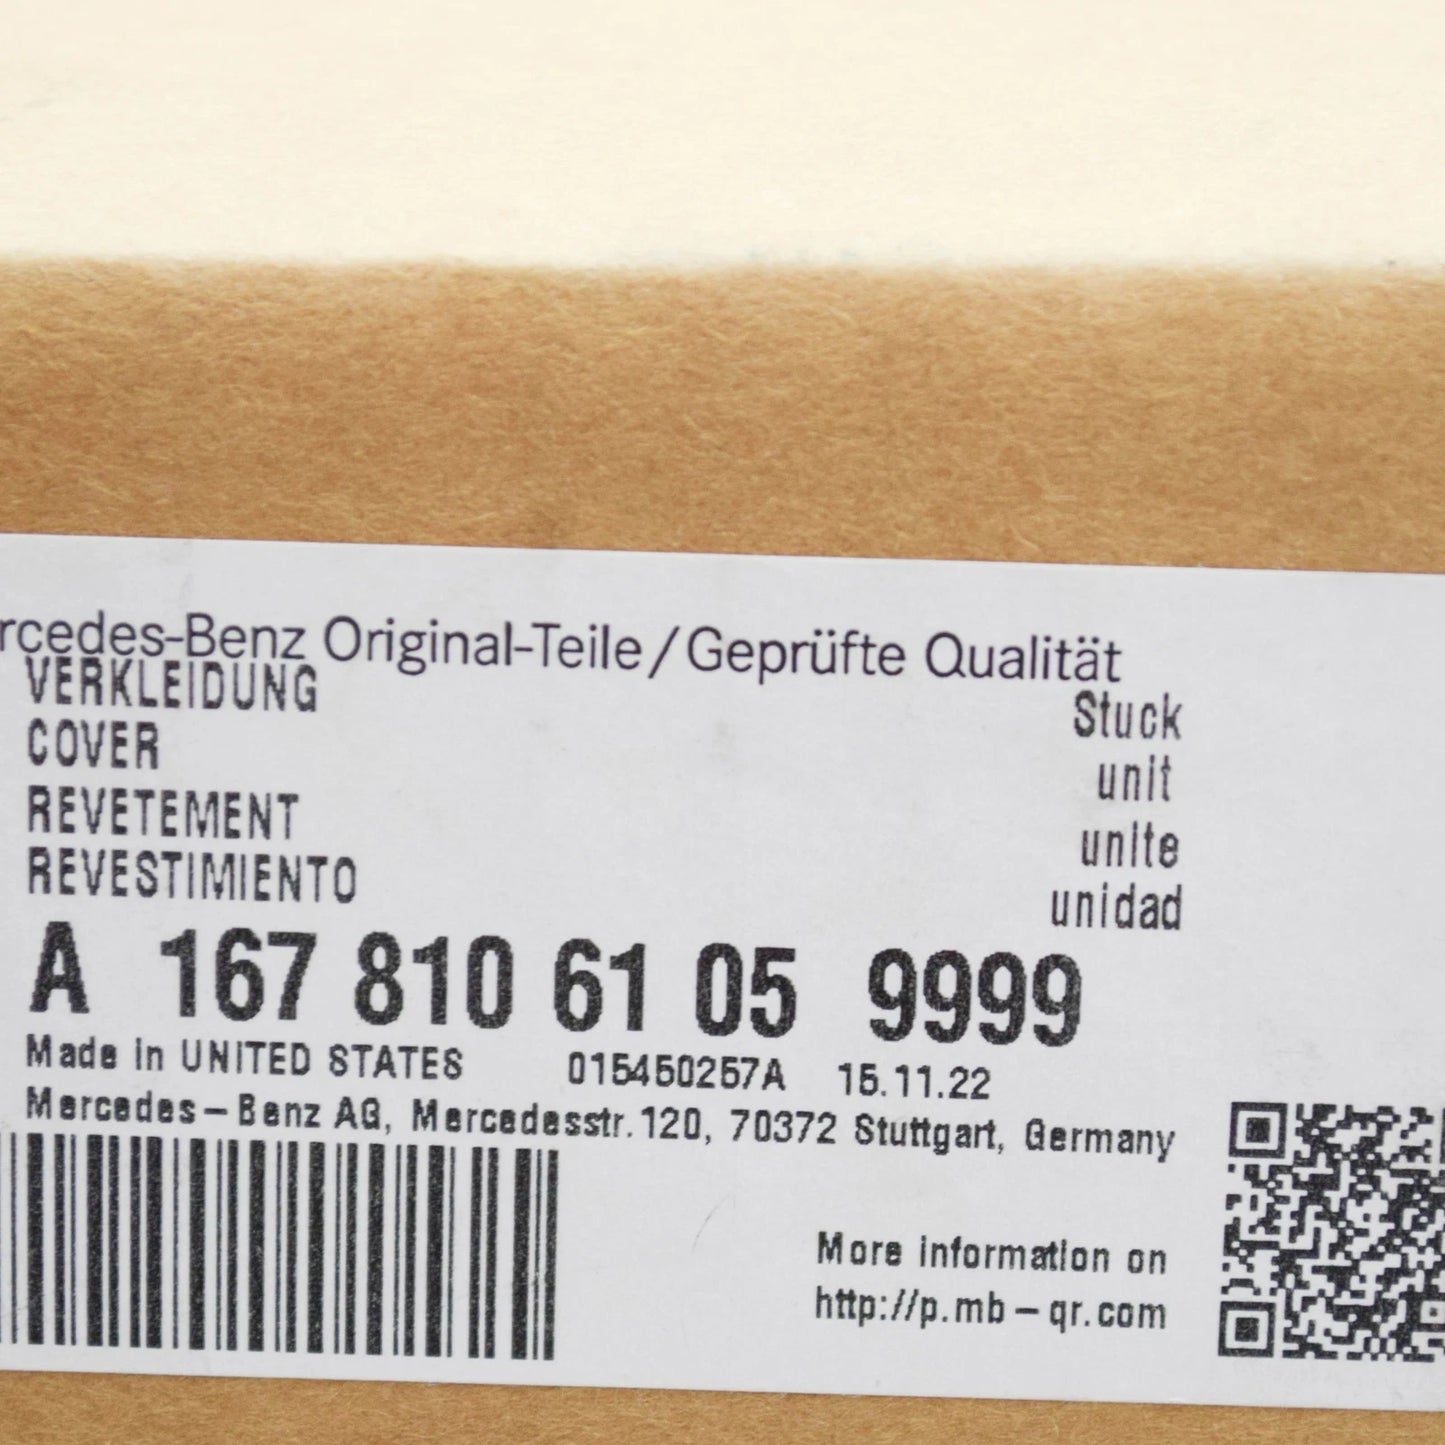 rcedes-Benz Original-Teile/Geprüfte Qualität
VERKLEIDUNG Stuck
COVER unit
REVETEMENT unite
REVESTIMIENTO unidad
A 167 810 61 05 9999
Made in UNITED STATES 015450257A 15.11.22
Mercedes-Benz AG, Mercedesstr.120, 70372 Stuttgart, Germany
More information on
http://p.mb-qr.com